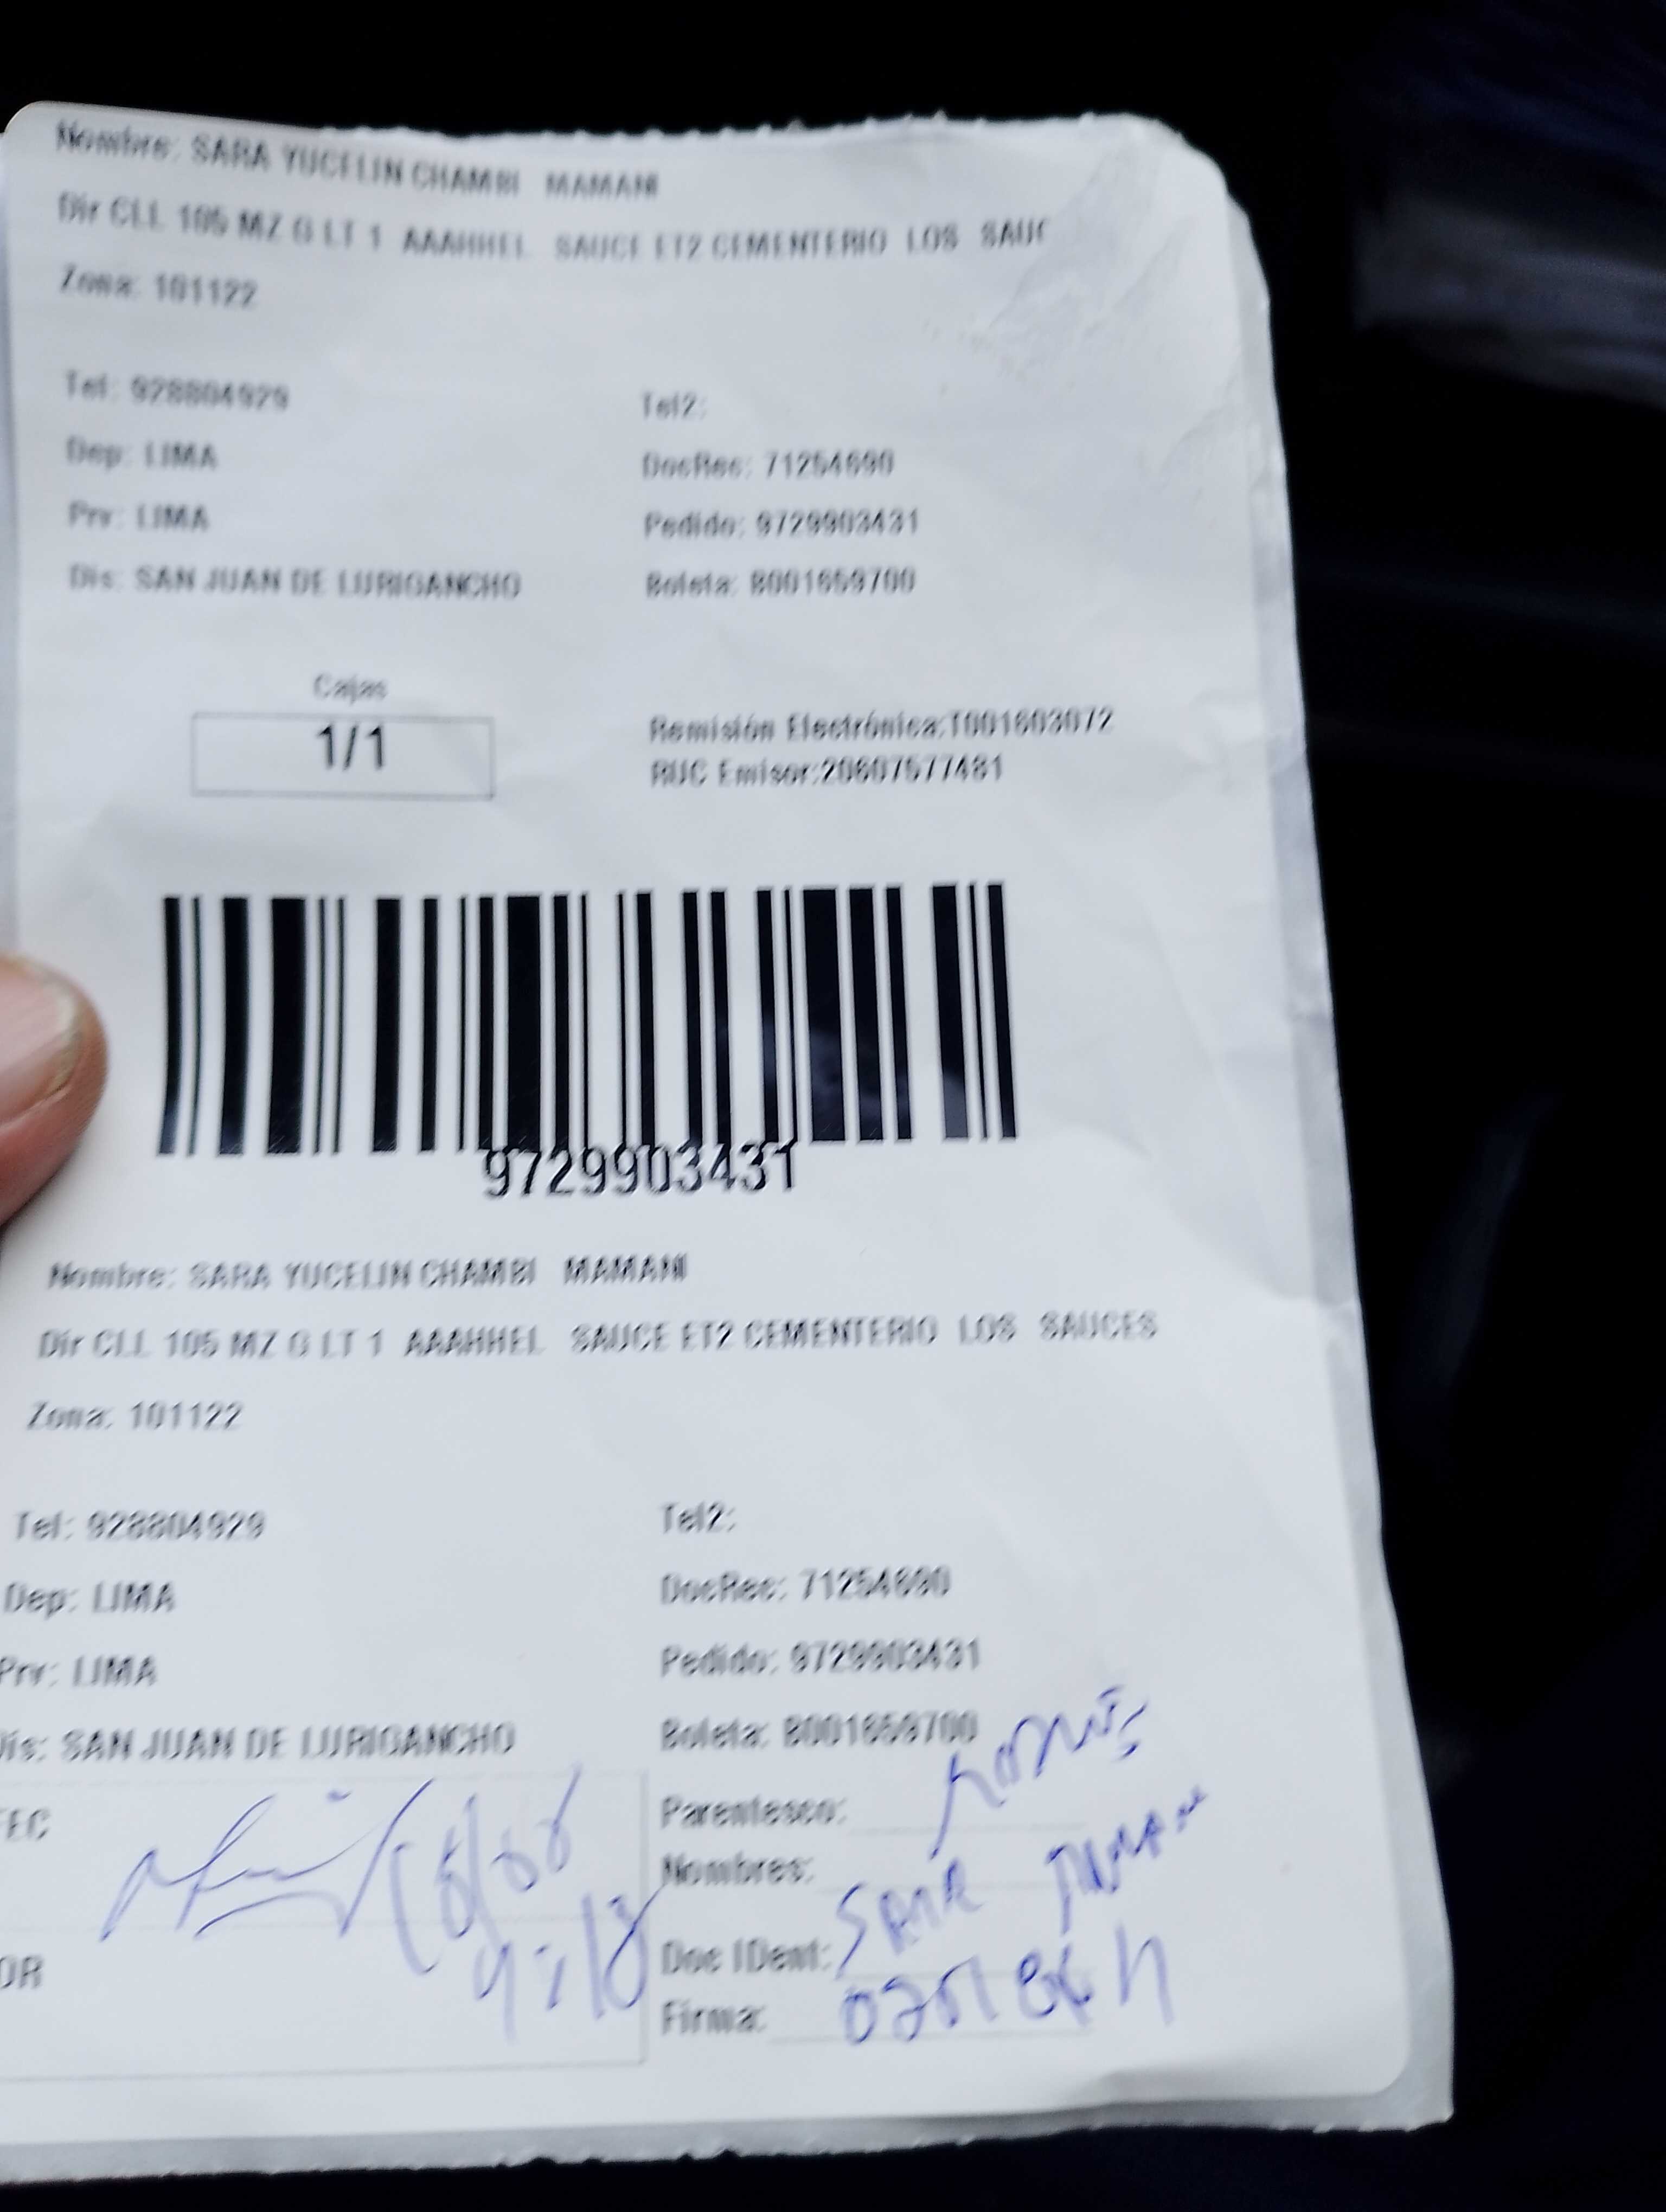 Nombre: SARA YUCELIN CHAMBI MAMANI
Dir CLL 105 MZ G LT 1 AAAHHEL SAUCE ET2 CEMENTERIO LOS SAUC
Zona: 101122
Tel: 928804929 Tel2:
Dep: LIMA DocRec: 71254690
Prv: LIMA Pedido: 9729903431
Dis: SAN JUAN DE LURIGANCHO Boleta: B001659700
Cajas
1/1
Remisión Electrónica:T001603072
RUC Emisor:20607577481
9729903431
Nombre: SARA YUCELIN CHAMBI MAMANI
Dir CLL 105 MZ G LT 1 AAAHHEL SAUCE ET2 CEMENTERIO LOS SAUCES
Zona: 101122
Tel: 928804929 Tel2:
Dep: LIMA DocRec: 71254690
Prv: LIMA Pedido: 9729903431
Dis: SAN JUAN DE LURIGANCHO Boleta: B001659700
FEC Parentesco:
Nombres:
OR Doc IDent:
Firma: